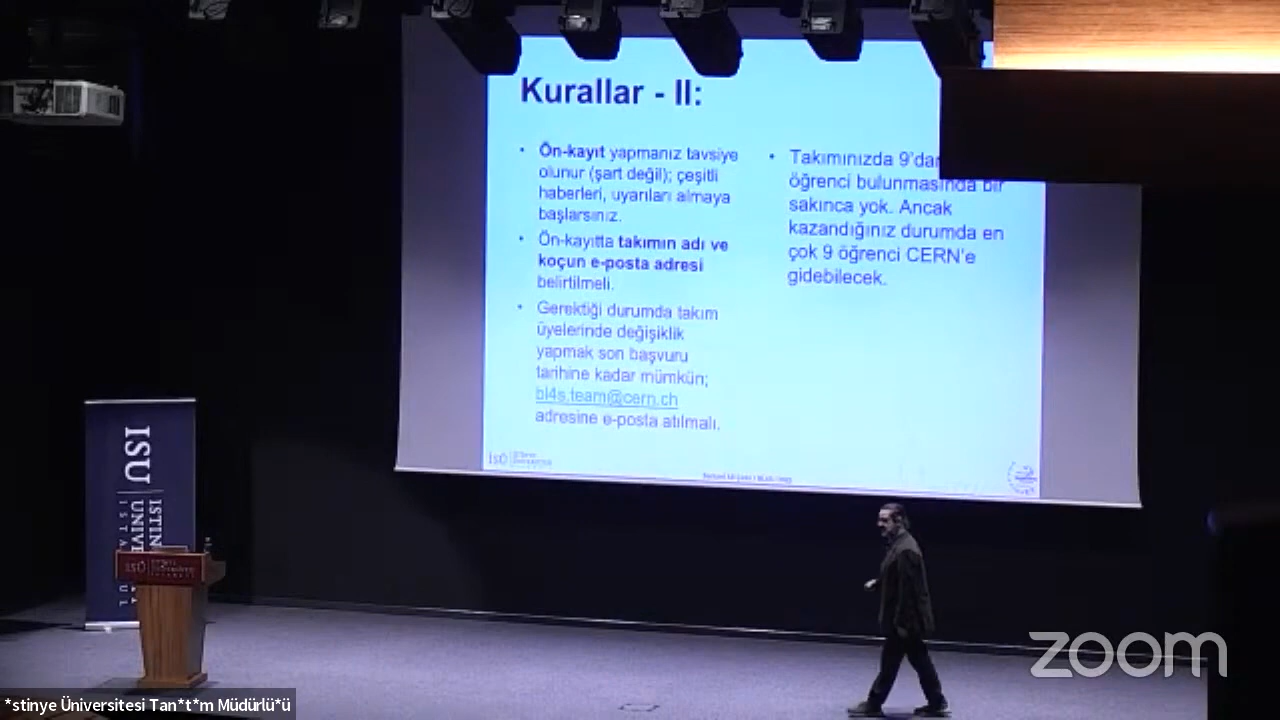 Kurallar - II:
Ön-kayıt yapmanız tavsiye
olunur (şart değil); çeşitli
haberleri, uyarıları almaya
başlarsınız.
Ön-kayıtta takımın adı ve
koçun e-posta adresi
belirtilmeli.
Gerektiği durumda takım
üyelerinde değişiklik
yapmak son başvuru
tarihine kadar mümkün;
bl4s.team@cern.ch
adresine e-posta atılmalı.
Takımınızda 9'dan
öğrenci bulunmasında bir
sakınca yok. Ancak
kazandığınız durumda en
çok 9 öğrenci CERN'e
gidebilecek.
ISU
ISU
zoom
*stinye Üniversitesi Tan*t*m Müdürlü*ü